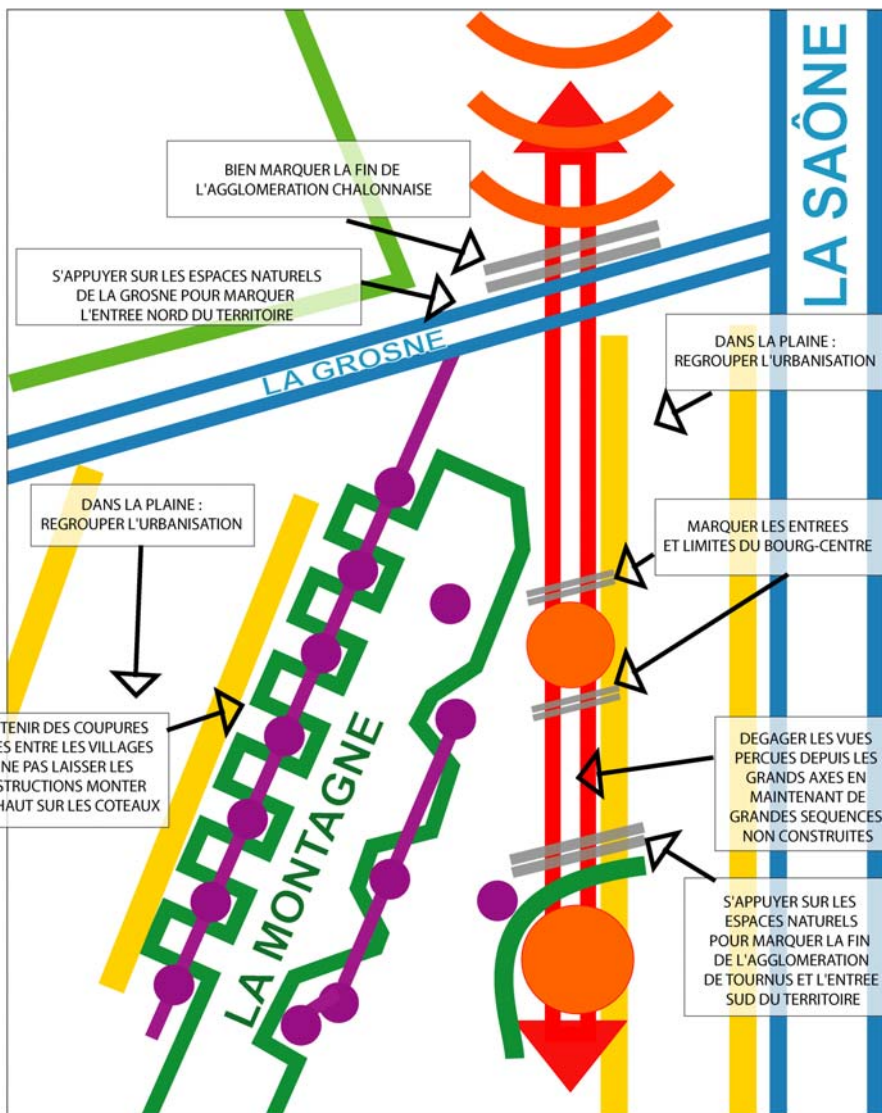 LA SAÔNE
BIEN MARQUER LA FIN DE
L'AGGLOMERATION CHALONNAISE
S'APPUYER SUR LES ESPACES NATURELS
DE LA GROSNE POUR MARQUER
L'ENTREE NORD DU TERRITOIRE
LA GROSNE
DANS LA PLAINE :
REGROUPER L'URBANISATION
DANS LA PLAINE :
REGROUPER L'URBANISATION
MARQUER LES ENTREES
ET LIMITES DU BOURG-CENTRE
TENIR DES COUPURES
ES ENTRE LES VILLAGES
NE PAS LAISSER LES
STRUCTIONS MONTER
HAUT SUR LES COTEAUX
LA MONTAGNE
DEGAGER LES VUES
PERCUES DEPUIS LES
GRANDS AXES EN
MAINTENANT DE
GRANDES SEQUENCES
NON CONSTRUITES
S'APPUYER SUR LES
ESPACES NATURELS
POUR MARQUER LA FIN
DE L'AGGLOMERATION
DE TOURNUS ET L'ENTREE
SUD DU TERRITOIRE